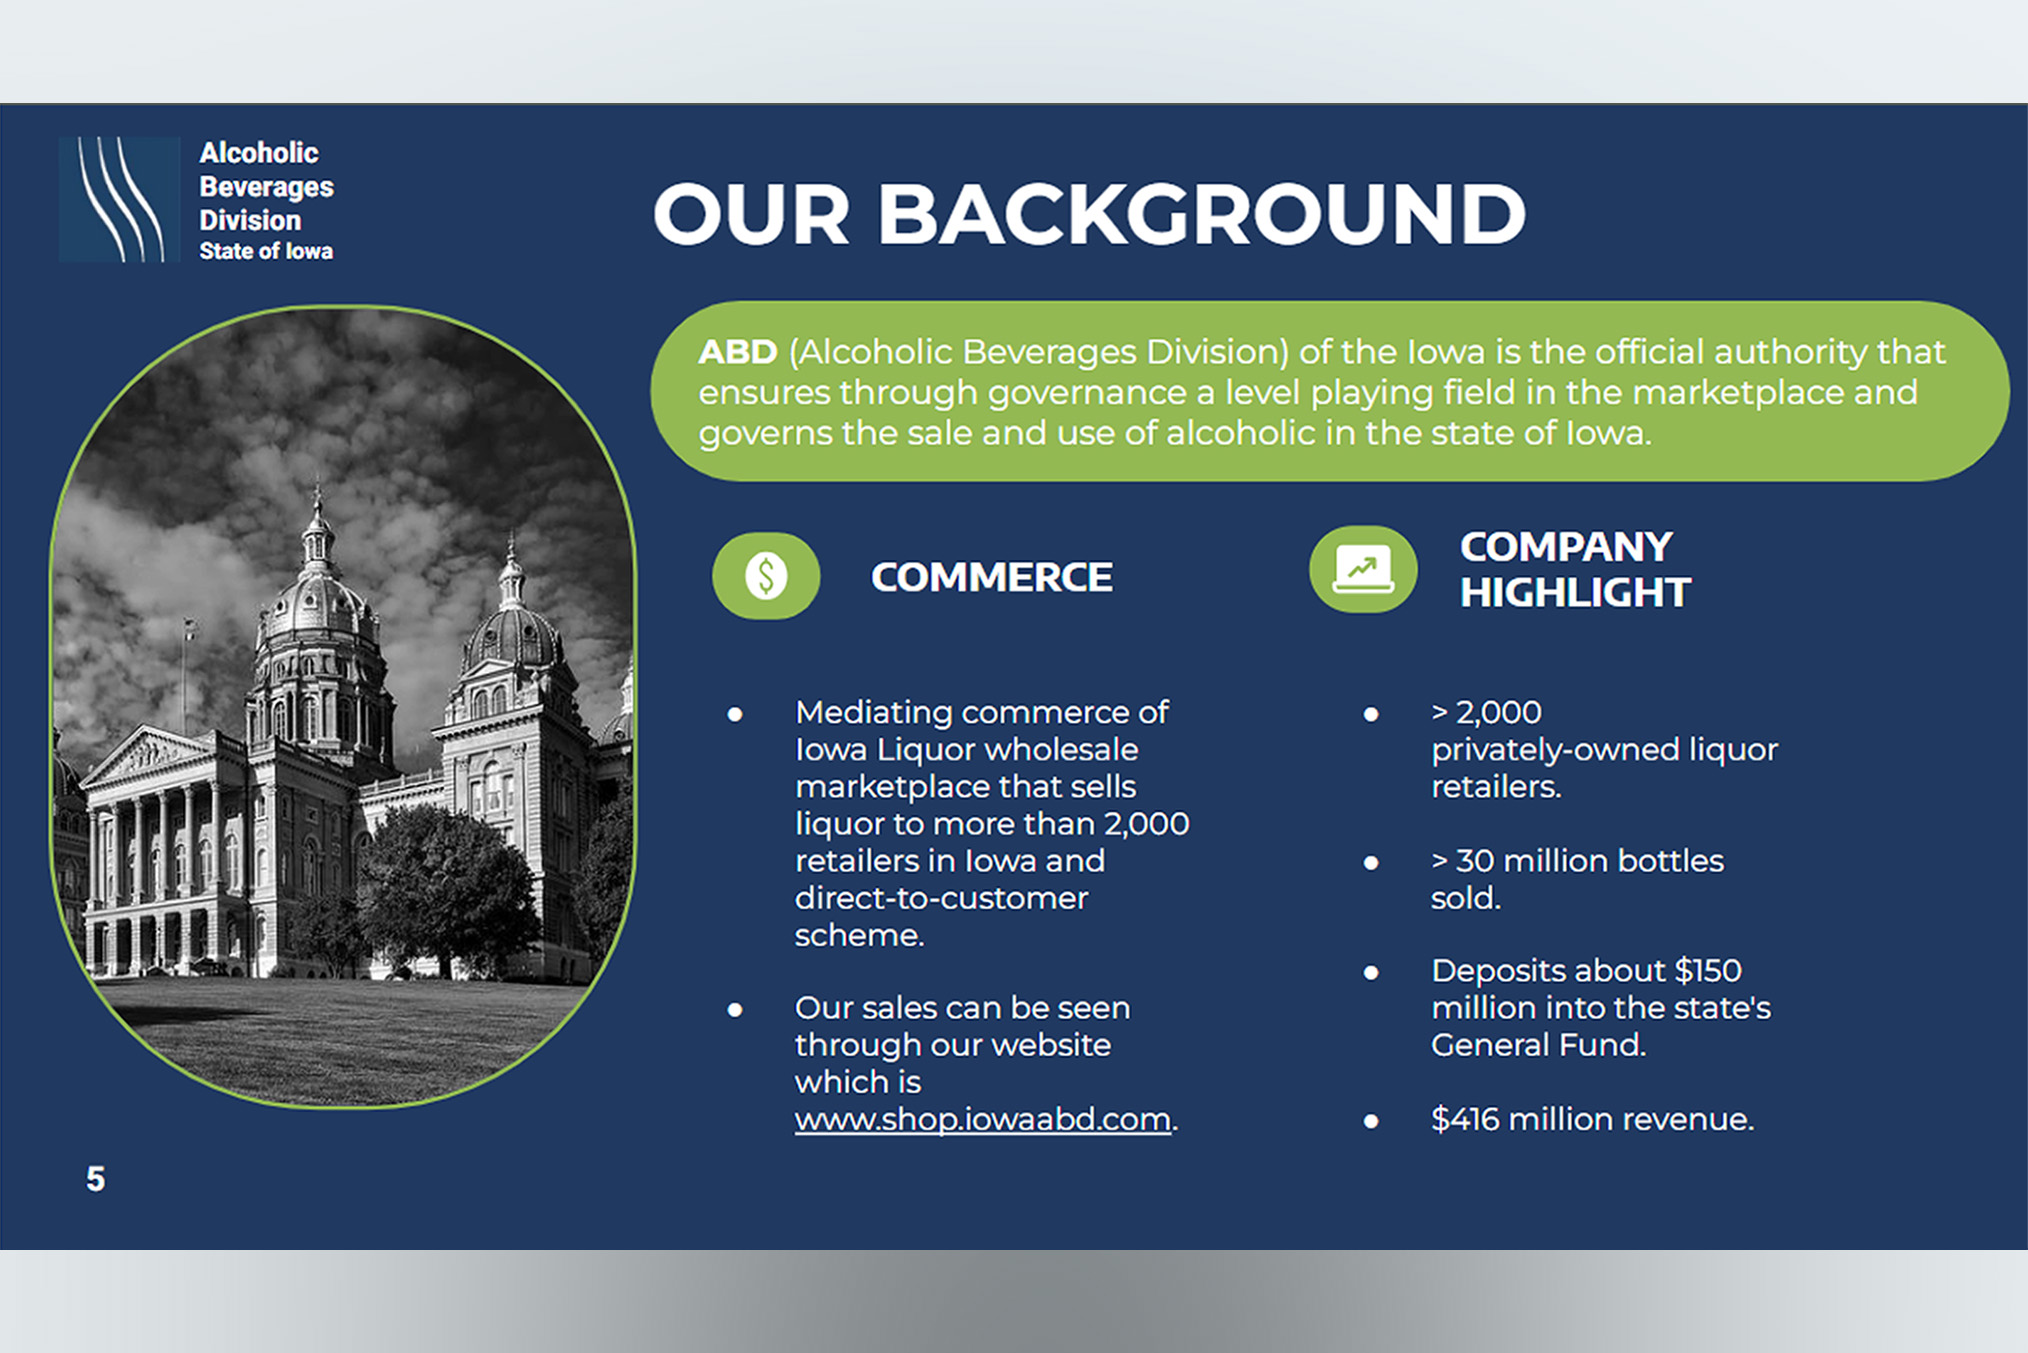 Alcoholic
Beverages
Division
State of Iowa
OUR BACKGROUND
ABD (Alcoholic Beverages Division) of the Iowa is the official authority that
ensures through governance a level playing field in the marketplace and
governs the sale and use of alcoholic in the state of Iowa.
COMMERCE
● Mediating commerce of
Iowa Liquor wholesale
marketplace that sells
liquor to more than 2,000
retailers in Iowa and
direct-to-customer
scheme.
● Our sales can be seen
through our website
which is
www.shop.iowaabd.com.
COMPANY
HIGHLIGHT
● > 2,000
privately-owned liquor
retailers.
● > 30 million bottles
sold.
● Deposits about $150
million into the state's
General Fund.
● $416 million revenue.
5